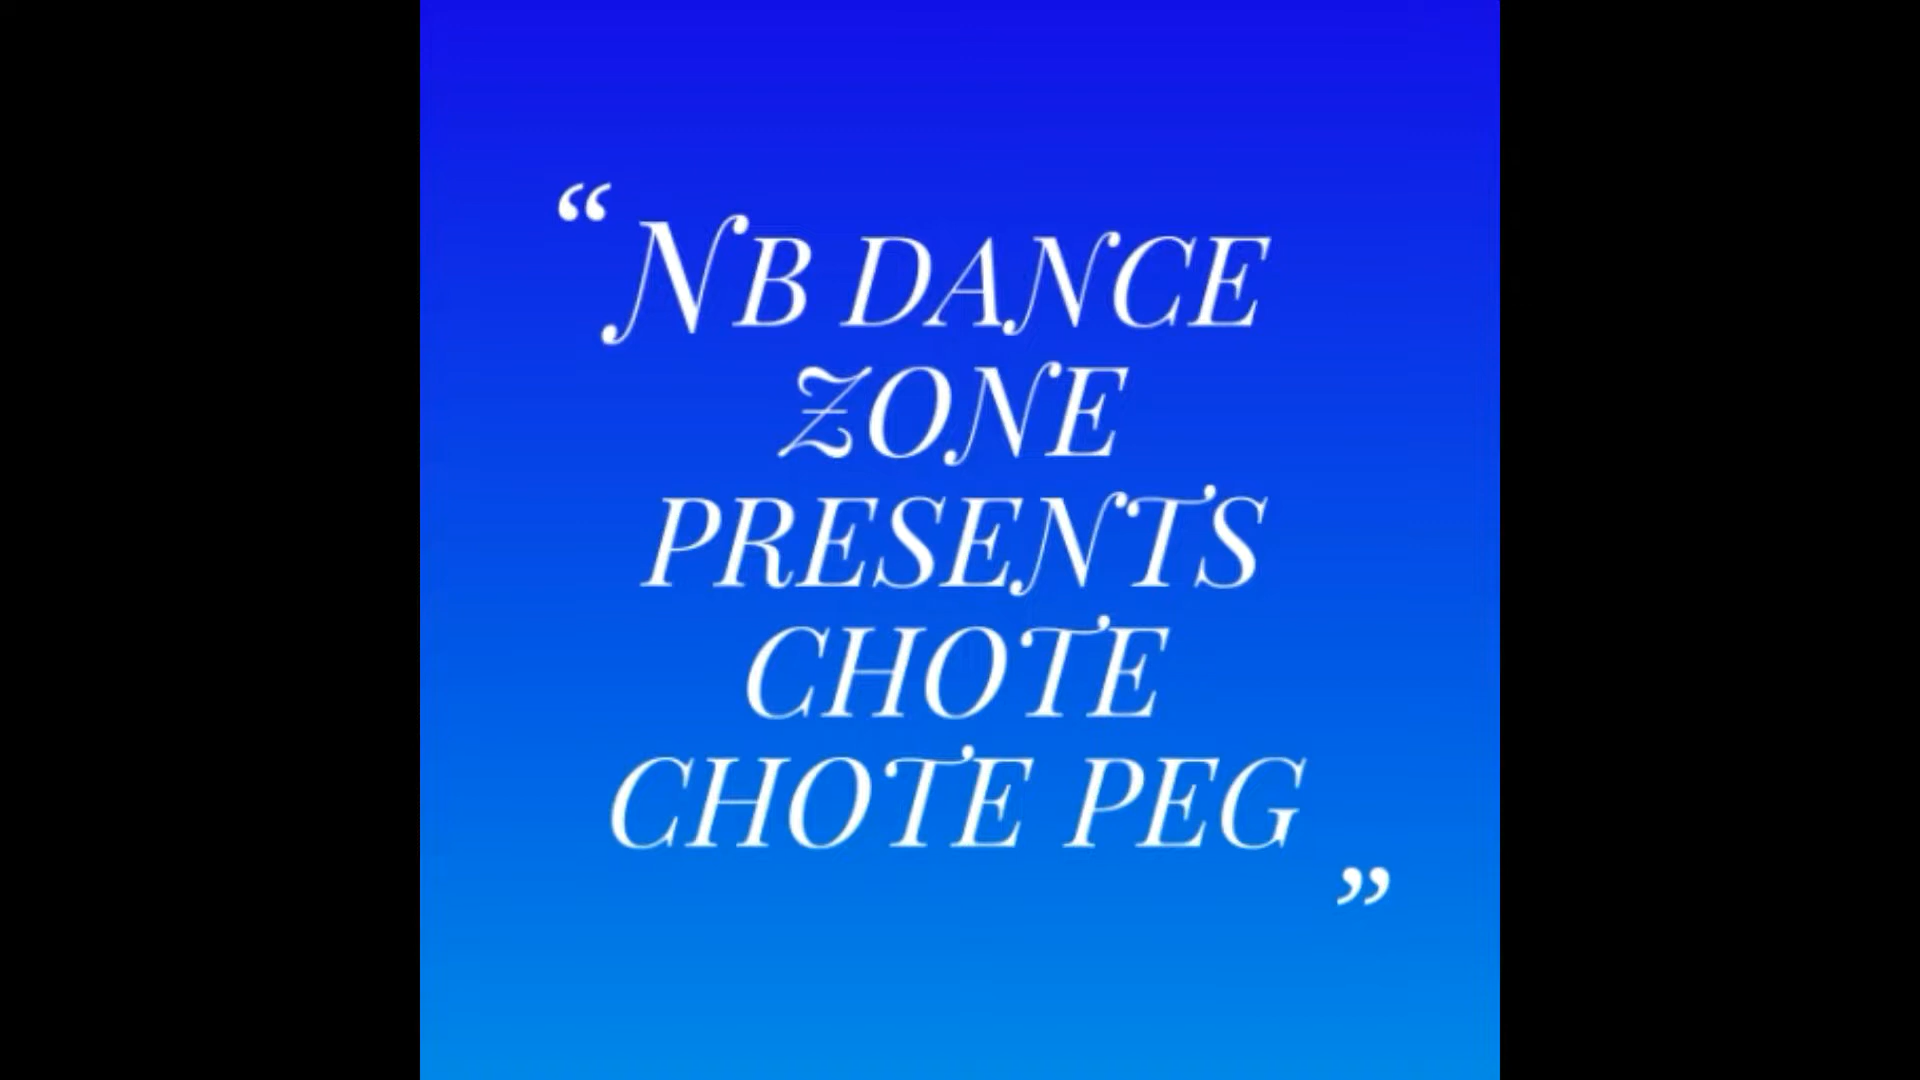 “NB DANCE
ZONE
PRESENTS
CHOTE
CHOTE PEG
”